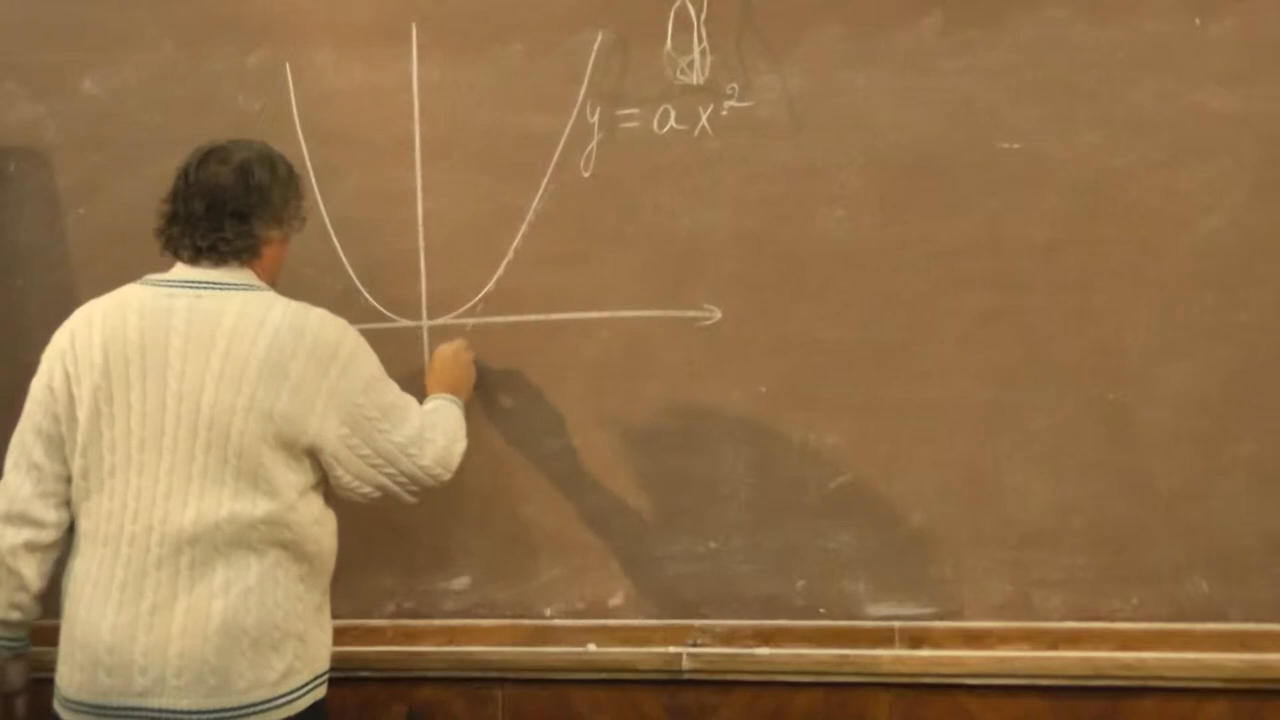 y = ax²